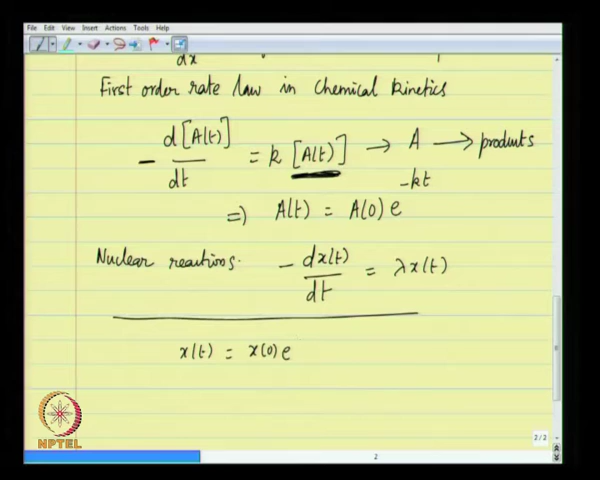 File Edit View Insert Actions Tools Help
dx
First order rate law in Chemical Kinetics
- d[A(t)]/dt = k [A(t)] → A → products
⇒ A(t) = A(0) e^-kt
Nuclear reactions. - dx(t)/dt = λx(t)
x(t) = x(0) e
NPTEL
2/2
2